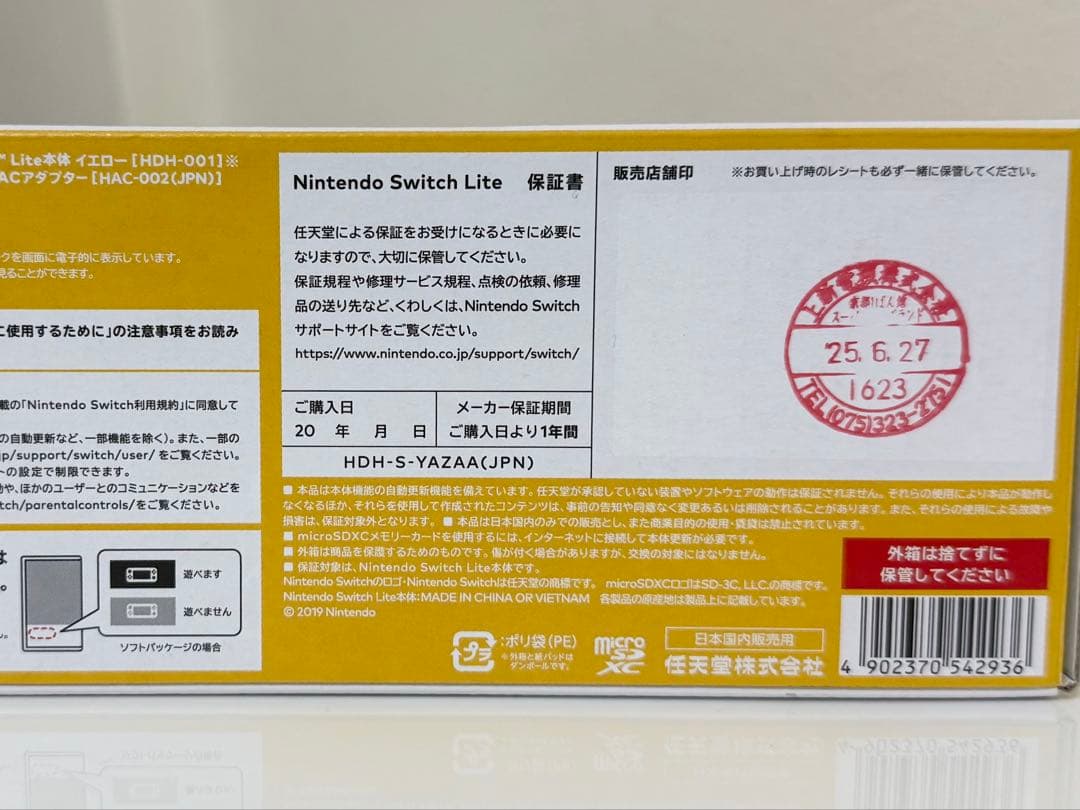 ™ Lite本体 イエロー[HDH-001]※
ACアダプター[HAC-002(JPN)]
クを画面に電子的に表示しています。
見ることができます。
に使用するために」の注意事項をお読み
載の「Nintendo Switch利用規約」に同意して
の自動更新など、一部機能を除く)。また、一部の
jp/support/switch/user/ をご覧ください。
トの設定で制限できます。
動や、ほかのユーザーとのコミュニケーションなどを
tch/parentalcontrols/をご覧ください。
は
遊べます
遊べません
ソフトパッケージの場合
Nintendo Switch Lite 保証書
任天堂による保証をお受けになるときに必要に
なりますので、大切に保管してください。
保証規程や修理サービス規程、点検の依頼、修理
品の送り先など、くわしくは、Nintendo Switch
サポートサイトをご覧ください。
https://www.nintendo.co.jp/support/switch/
ご購入日
20 年 月 日
メーカー保証期間
ご購入日より1年間
HDH-S-YAZAA(JPN)
販売店舗印 ※お買い上げ時のレシートも必ず一緒に保管してください。
上新電機株式会社
25.6.27
1623
TEL(075)323-2751
■ 本品は本体機能の自動更新機能を備えています。任天堂が承認していない装置やソフトウェアの動作は保証されません。それらの使用により本品が動作し
なくなるほか、それらを使用して作成されたコンテンツは、事前の告知や同意なく変更あるいは削除されることがあります。また、それらの使用による故障や
損害は、保証対象外となります。 ■ 本品は日本国内のみでの販売とし、また商業目的の使用・賃貸は禁止されています。
■ microSDXCメモリーカードを使用するには、インターネットに接続して本体更新が必要です。
■ 外箱は商品を保護するためのものです。傷が付く場合がありますが、交換の対象にはなりません。
■ 保証対象は、Nintendo Switch Lite本体です。
Nintendo Switchのロゴ・Nintendo Switchは任天堂の商標です。 microSDXCロゴはSD-3C, LLC.の商標です。
Nintendo Switch Lite本体:MADE IN CHINA OR VIETNAM 各製品の原産地は製品上に記載しています。
© 2019 Nintendo
外箱は捨てずに
保管してください
プラ
:ポリ袋(PE)
※外箱と紙パッドは
ダンボールです。
micro
SD
XC
日本国内販売用
任天堂株式会社
4 902370 542936